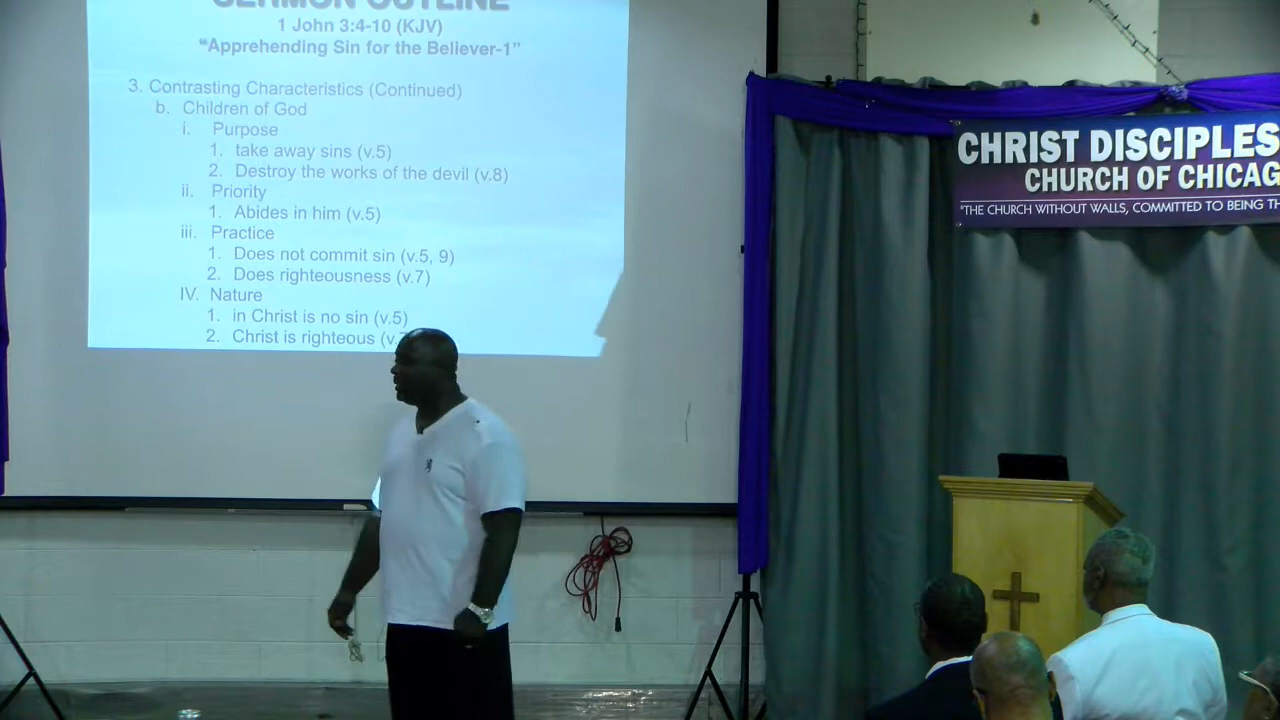 SERMON OUTLINE
1 John 3:4-10 (KJV)
“Apprehending Sin for the Believer-1”
3. Contrasting Characteristics (Continued)
b. Children of God
i. Purpose
1. take away sins (v.5)
2. Destroy the works of the devil (v.8)
ii. Priority
1. Abides in him (v.5)
iii. Practice
1. Does not commit sin (v.5, 9)
2. Does righteousness (v.7)
IV. Nature
1. in Christ is no sin (v.5)
2. Christ is righteous (v.
CHRIST DISCIPLES
CHURCH OF CHICAG
"THE CHURCH WITHOUT WALLS, COMMITTED TO BEING TH